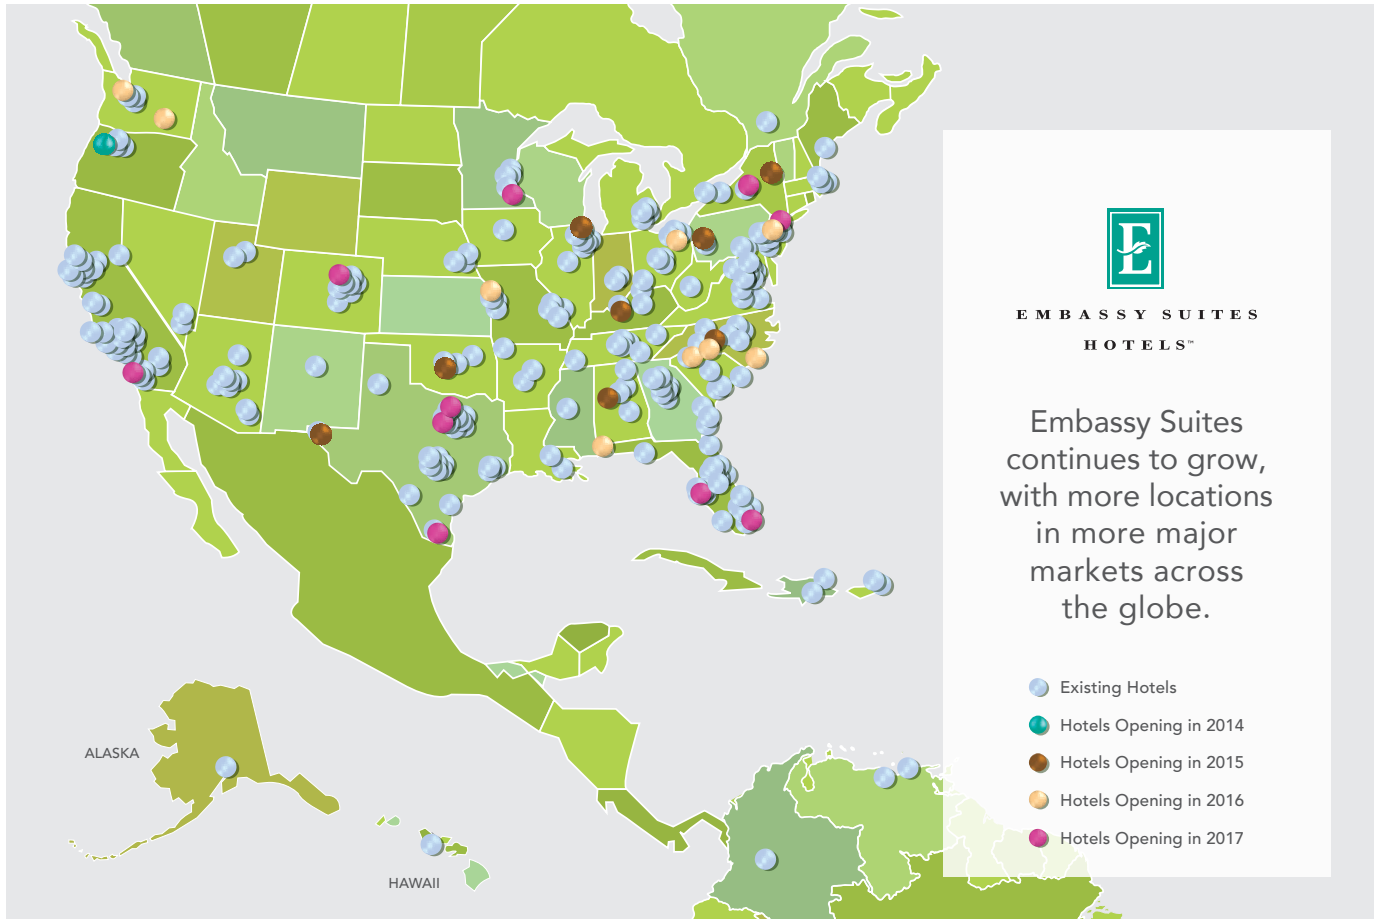 E
EMBASSY SUITES
HOTELS™
Embassy Suites
continues to grow,
with more locations
in more major
markets across
the globe.
Existing Hotels
Hotels Opening in 2014
Hotels Opening in 2015
Hotels Opening in 2016
Hotels Opening in 2017
ALASKA
HAWAII